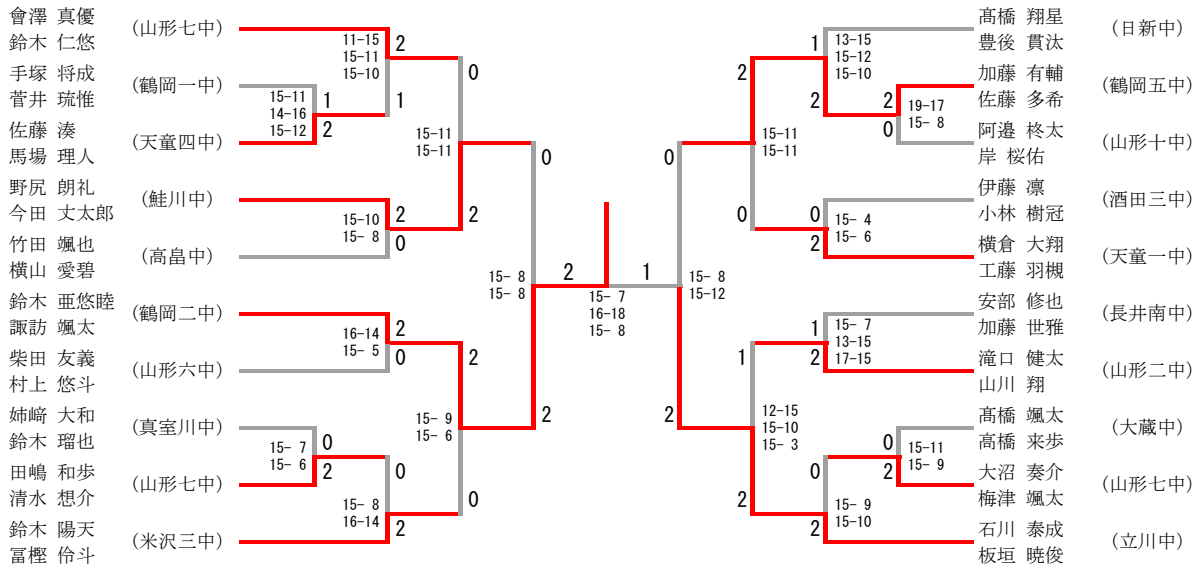 會澤 真優
鈴木 仁悠
(山形七中)
手塚 将成
菅井 琉惟
(鶴岡一中)
佐藤 湊
馬場 理人
(天童四中)
野尻 朗礼
今田 丈太郎
(鮭川中)
竹田 颯也
横山 愛碧
(高畠中)
鈴木 亜悠睦
諏訪 颯太
(鶴岡二中)
柴田 友義
村上 悠斗
(山形六中)
姉﨑 大和
鈴木 瑠也
(真室川中)
田嶋 和歩
清水 想介
(山形七中)
鈴木 陽天
冨樫 伶斗
(米沢三中)
15-11
14-16
15-12
1
2
11-15
15-11
15-10
2
1
15-10
15- 8
2
0
15-11
15-11
0
2
16-14
15- 5
2
0
15- 7
15- 6
0
2
15- 8
16-14
0
2
15- 9
15- 6
2
0
15- 8
15- 8
0
2
2
1
15- 7
16-18
15- 8
15- 8
15-12
0
2
15-11
15-11
2
0
13-15
15-12
15-10
1
2
19-17
15- 8
2
0
15- 4
15- 6
0
2
12-15
15-10
15- 3
1
2
15- 7
13-15
17-15
1
2
15-11
15- 9
0
2
15- 9
15-10
0
2
髙橋 翔星
豊後 貫汰
(日新中)
加藤 有輔
佐藤 多希
(鶴岡五中)
阿邉 柊太
岸 桜佑
(山形十中)
伊藤 凛
小林 樹冠
(酒田三中)
横倉 大翔
工藤 羽槻
(天童一中)
安部 修也
加藤 世雅
(長井南中)
滝口 健太
山川 翔
(山形二中)
髙橋 颯太
高橋 来歩
(大蔵中)
大沼 奏介
梅津 颯太
(山形七中)
石川 泰成
板垣 暁俊
(立川中)